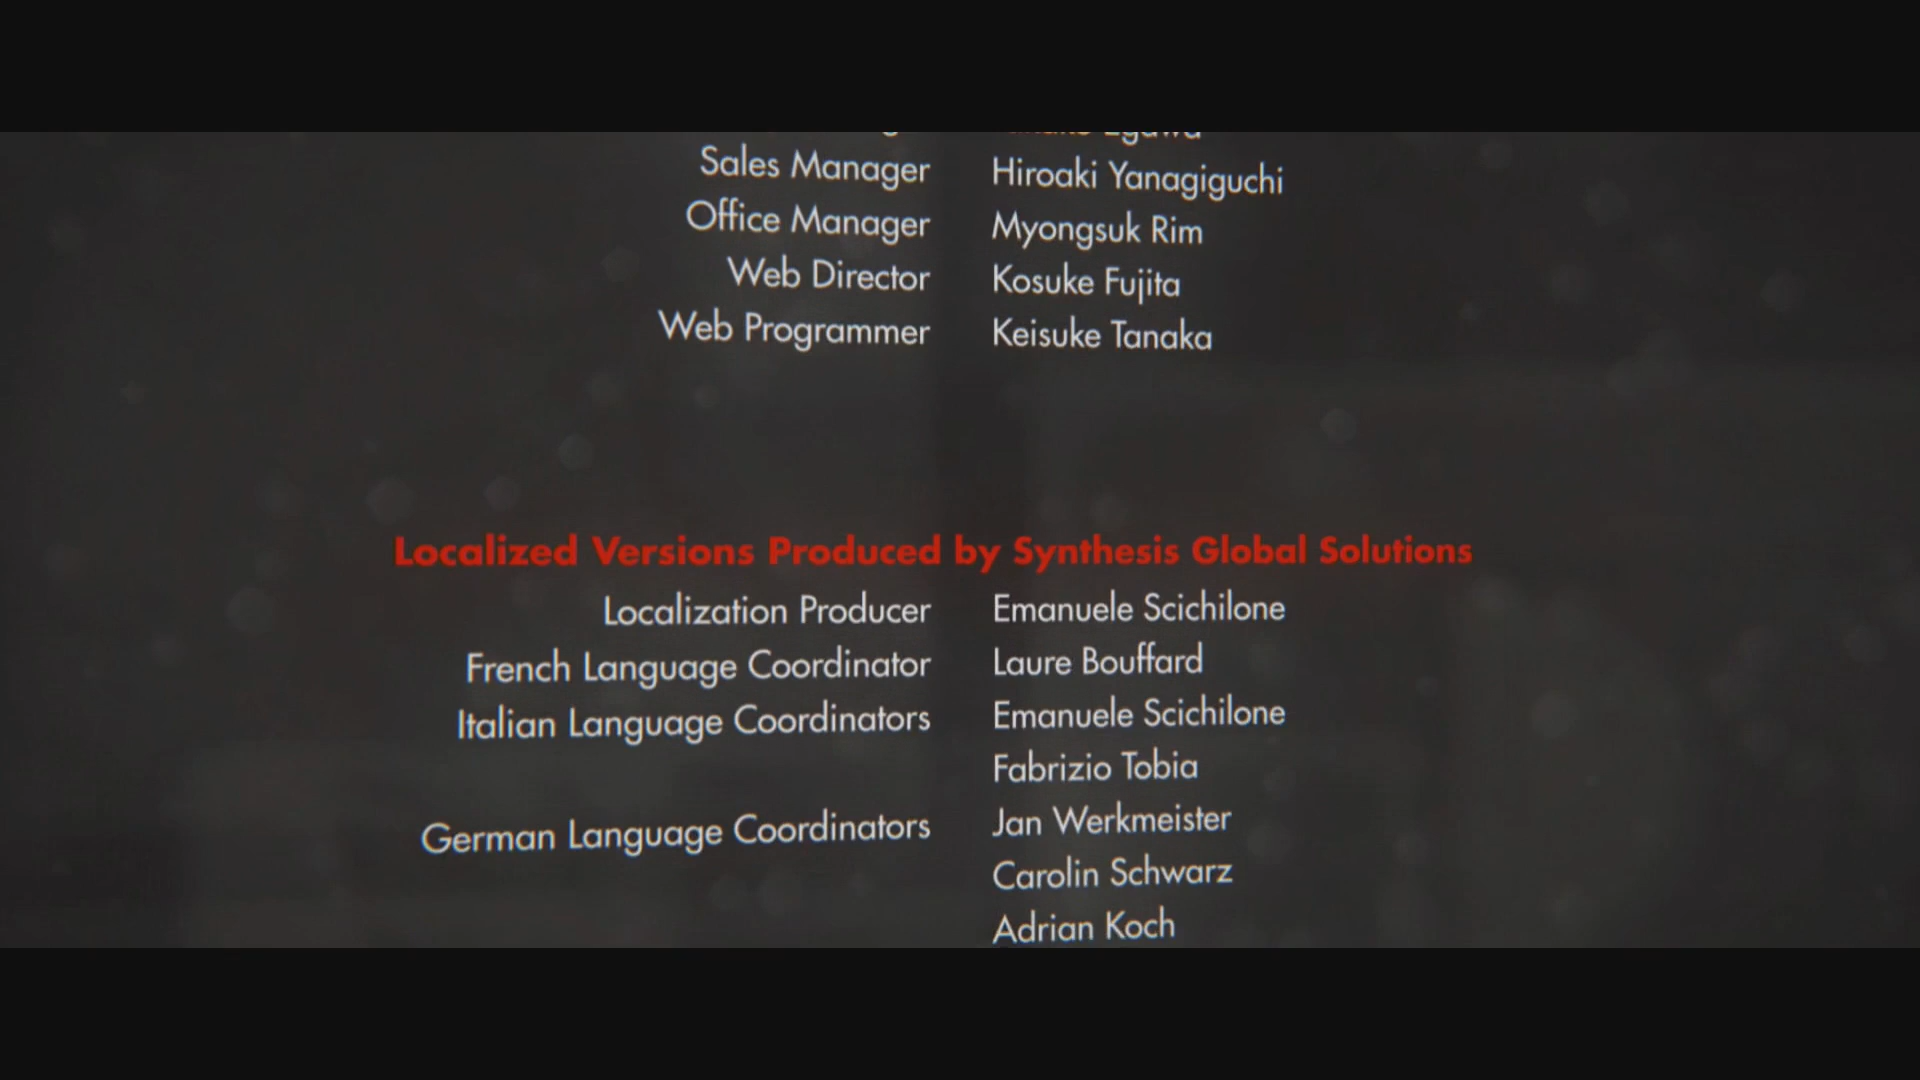 Egawa
Sales Manager Hiroaki Yanagiguchi
Office Manager Myongsuk Rim
Web Director Kosuke Fujita
Web Programmer Keisuke Tanaka
Localized Versions Produced by Synthesis Global Solutions
Localization Producer Emanuele Scichilone
French Language Coordinator Laure Bouffard
Italian Language Coordinators Emanuele Scichilone
Fabrizio Tobia
German Language Coordinators Jan Werkmeister
Carolin Schwarz
Adrian Koch